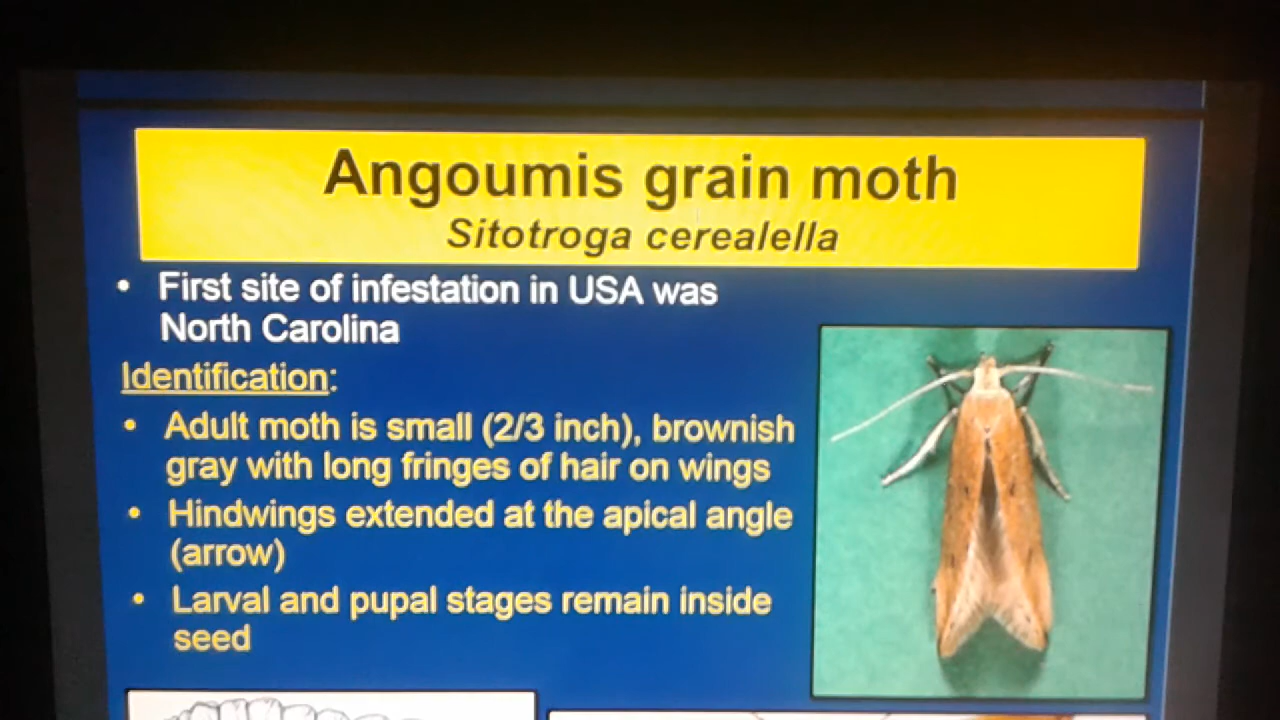 Angoumis grain moth
Sitotroga cerealella
• First site of infestation in USA was
North Carolina
Identification:
• Adult moth is small (2/3 inch), brownish
gray with long fringes of hair on wings
• Hindwings extended at the apical angle
(arrow)
• Larval and pupal stages remain inside
seed